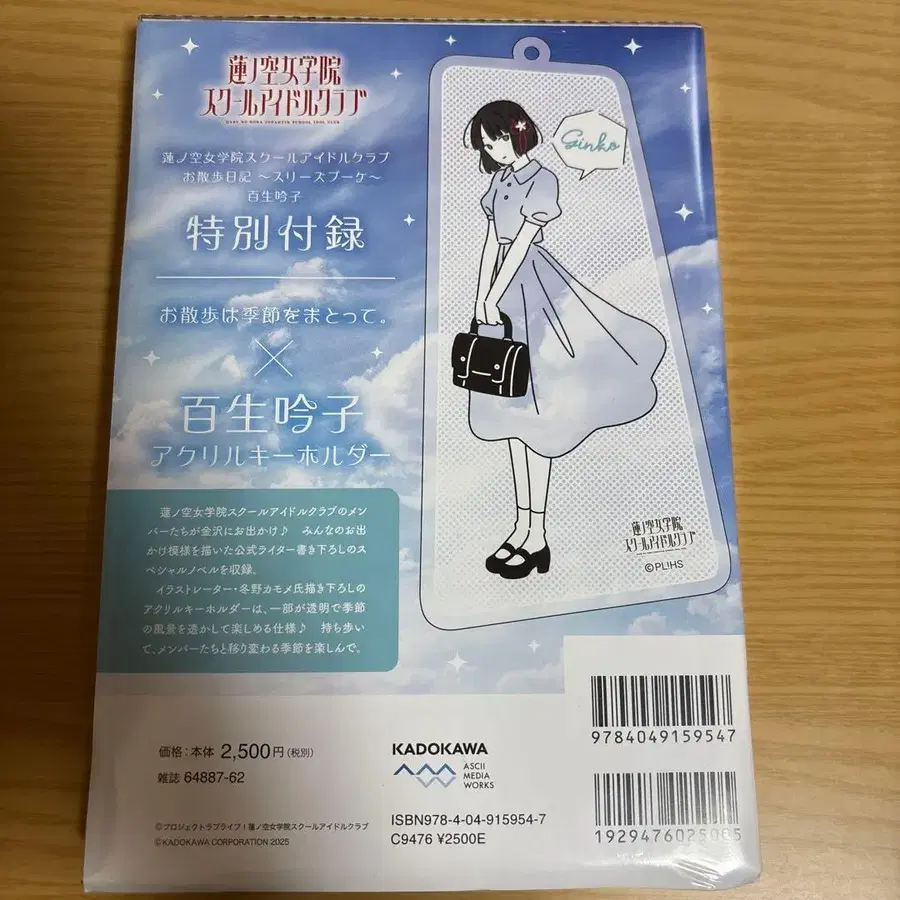 蓮ノ空女学院
スクールアイドルクラブ
HASU NO SORA JOGAKUIN SCHOOL IDOL CLUB
蓮ノ空女学院スクールアイドルクラブ
お散歩日記 ～スリーズブーケ～
百生吟子
特別付録
お散歩は季節をまとって。
×
百生吟子
アクリルキーホルダー
蓮ノ空女学院スクールアイドルクラブのメン
バーたちが金沢にお出かけ♪ みんなのお出
かけ模様を描いた公式ライター書き下ろしのス
ペシャルノベルを収録。
イラストレーター・冬野カモメ氏描き下ろしの
アクリルキーホルダーは、一部が透明で季節
の風景を透かして楽しめる仕様♪ 持ち歩い
て、メンバーたちと移り変わる季節を楽しんで。
Ginko
蓮ノ空女学院
スクールアイドルクラブ
©PL!HS
価格：本体 2,500円（税別）
雑誌 64887-62
©プロジェクトラブライブ！蓮ノ空女学院スクールアイドルクラブ
©KADOKAWA CORPORATION 2025
KADOKAWA
ASCII
MEDIA
WORKS
ISBN978-4-04-915954-7
C9476 ¥2500E
9784049159547
1929476025005